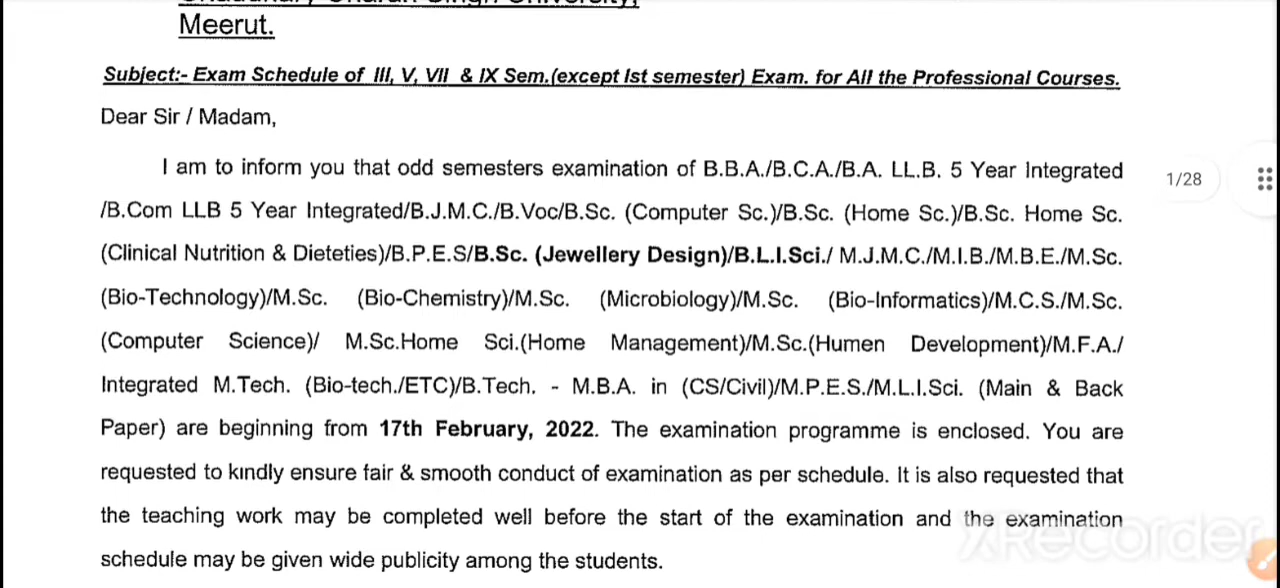 Meerut.
Subject:- Exam Schedule of III, V, VII & IX Sem.(except Ist semester) Exam. for All the Professional Courses.
Dear Sir / Madam,
I am to inform you that odd semesters examination of B.B.A./B.C.A./B.A. LL.B. 5 Year Integrated
1/28
/B.Com LLB 5 Year Integrated/B.J.M.C./B.Voc/B.Sc. (Computer Sc.)/B.Sc. (Home Sc.)/B.Sc. Home Sc.
(Clinical Nutrition & Dieteties)/B.P.E.S/B.Sc. (Jewellery Design)/B.L.I.Sci./ M.J.M.C./M.I.B./M.B.E./M.Sc.
(Bio-Technology)/M.Sc. (Bio-Chemistry)/M.Sc. (Microbiology)/M.Sc. (Bio-Informatics)/M.C.S./M.Sc.
(Computer Science)/ M.Sc.Home Sci.(Home Management)/M.Sc.(Humen Development)/M.F.A./
Integrated M.Tech. (Bio-tech./ETC)/B.Tech. - M.B.A. in (CS/Civil)/M.P.E.S./M.L.I.Sci. (Main & Back
Paper) are beginning from 17th February, 2022. The examination programme is enclosed. You are
requested to kindly ensure fair & smooth conduct of examination as per schedule. It is also requested that
the teaching work may be completed well before the start of the examination and the examination
schedule may be given wide publicity among the students.
XRecorder